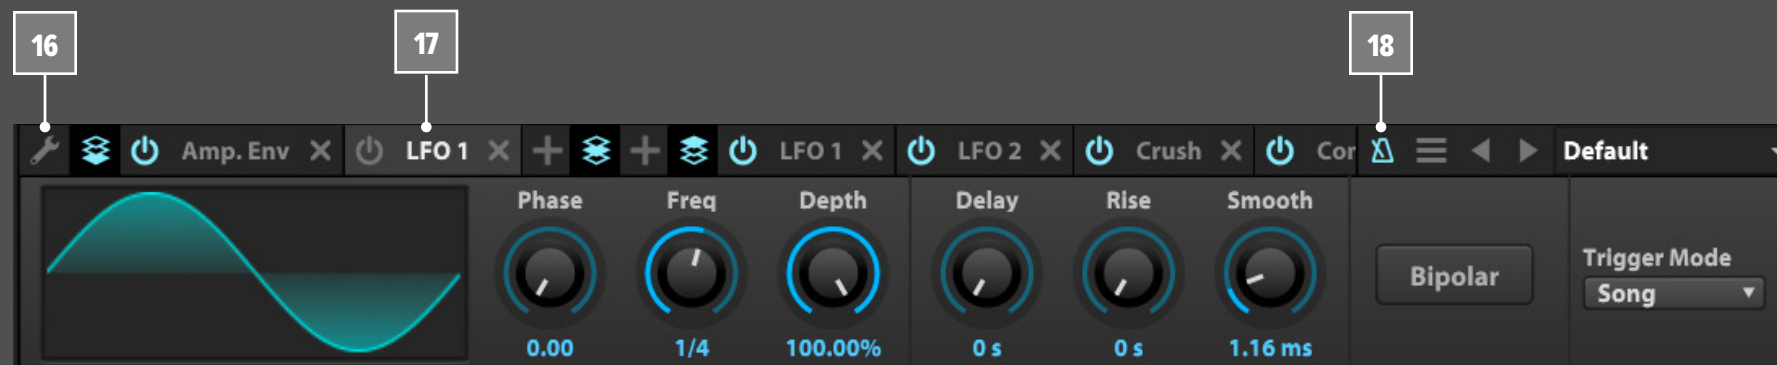 16
17
18
Amp. Env
LFO 1
LFO 1
LFO 2
Crush
Cor
Default
Phase
Freq
Depth
Delay
Rise
Smooth
Bipolar
Trigger Mode
Song
0.00
1/4
100.00%
0 s
0 s
1.16 ms